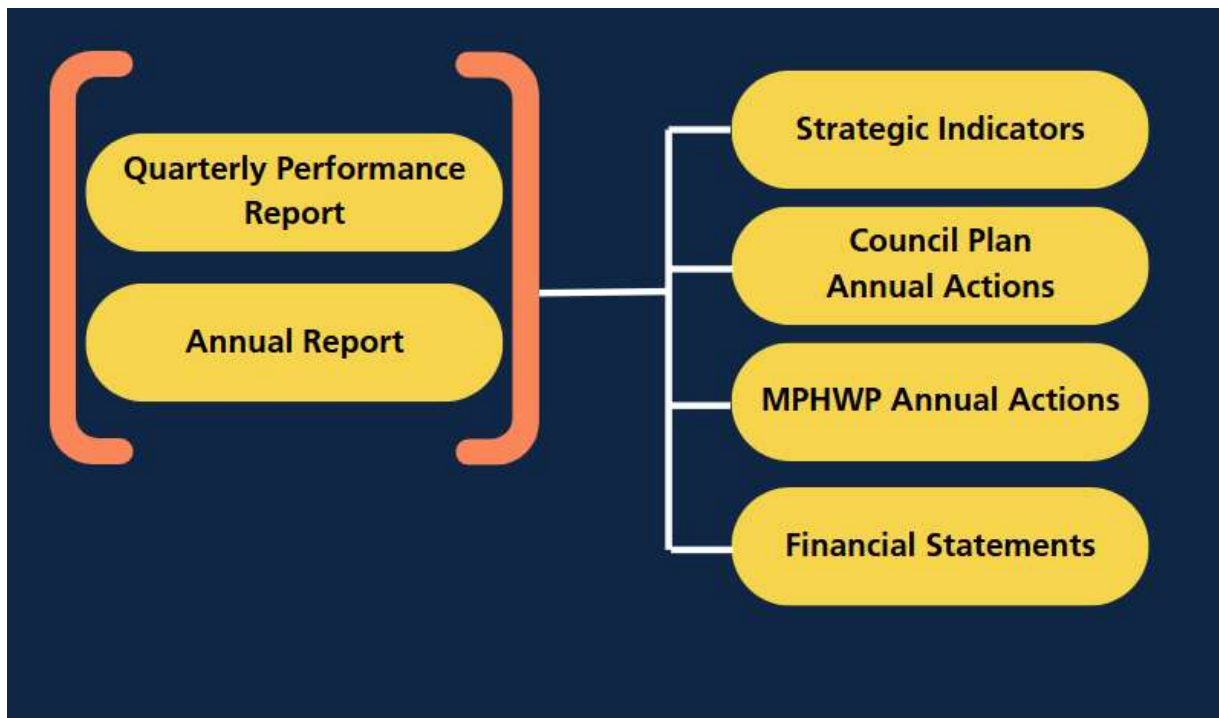 Quarterly Performance
Report
Annual Report
Strategic Indicators
Council Plan
Annual Actions
MPHWP Annual Actions
Financial Statements